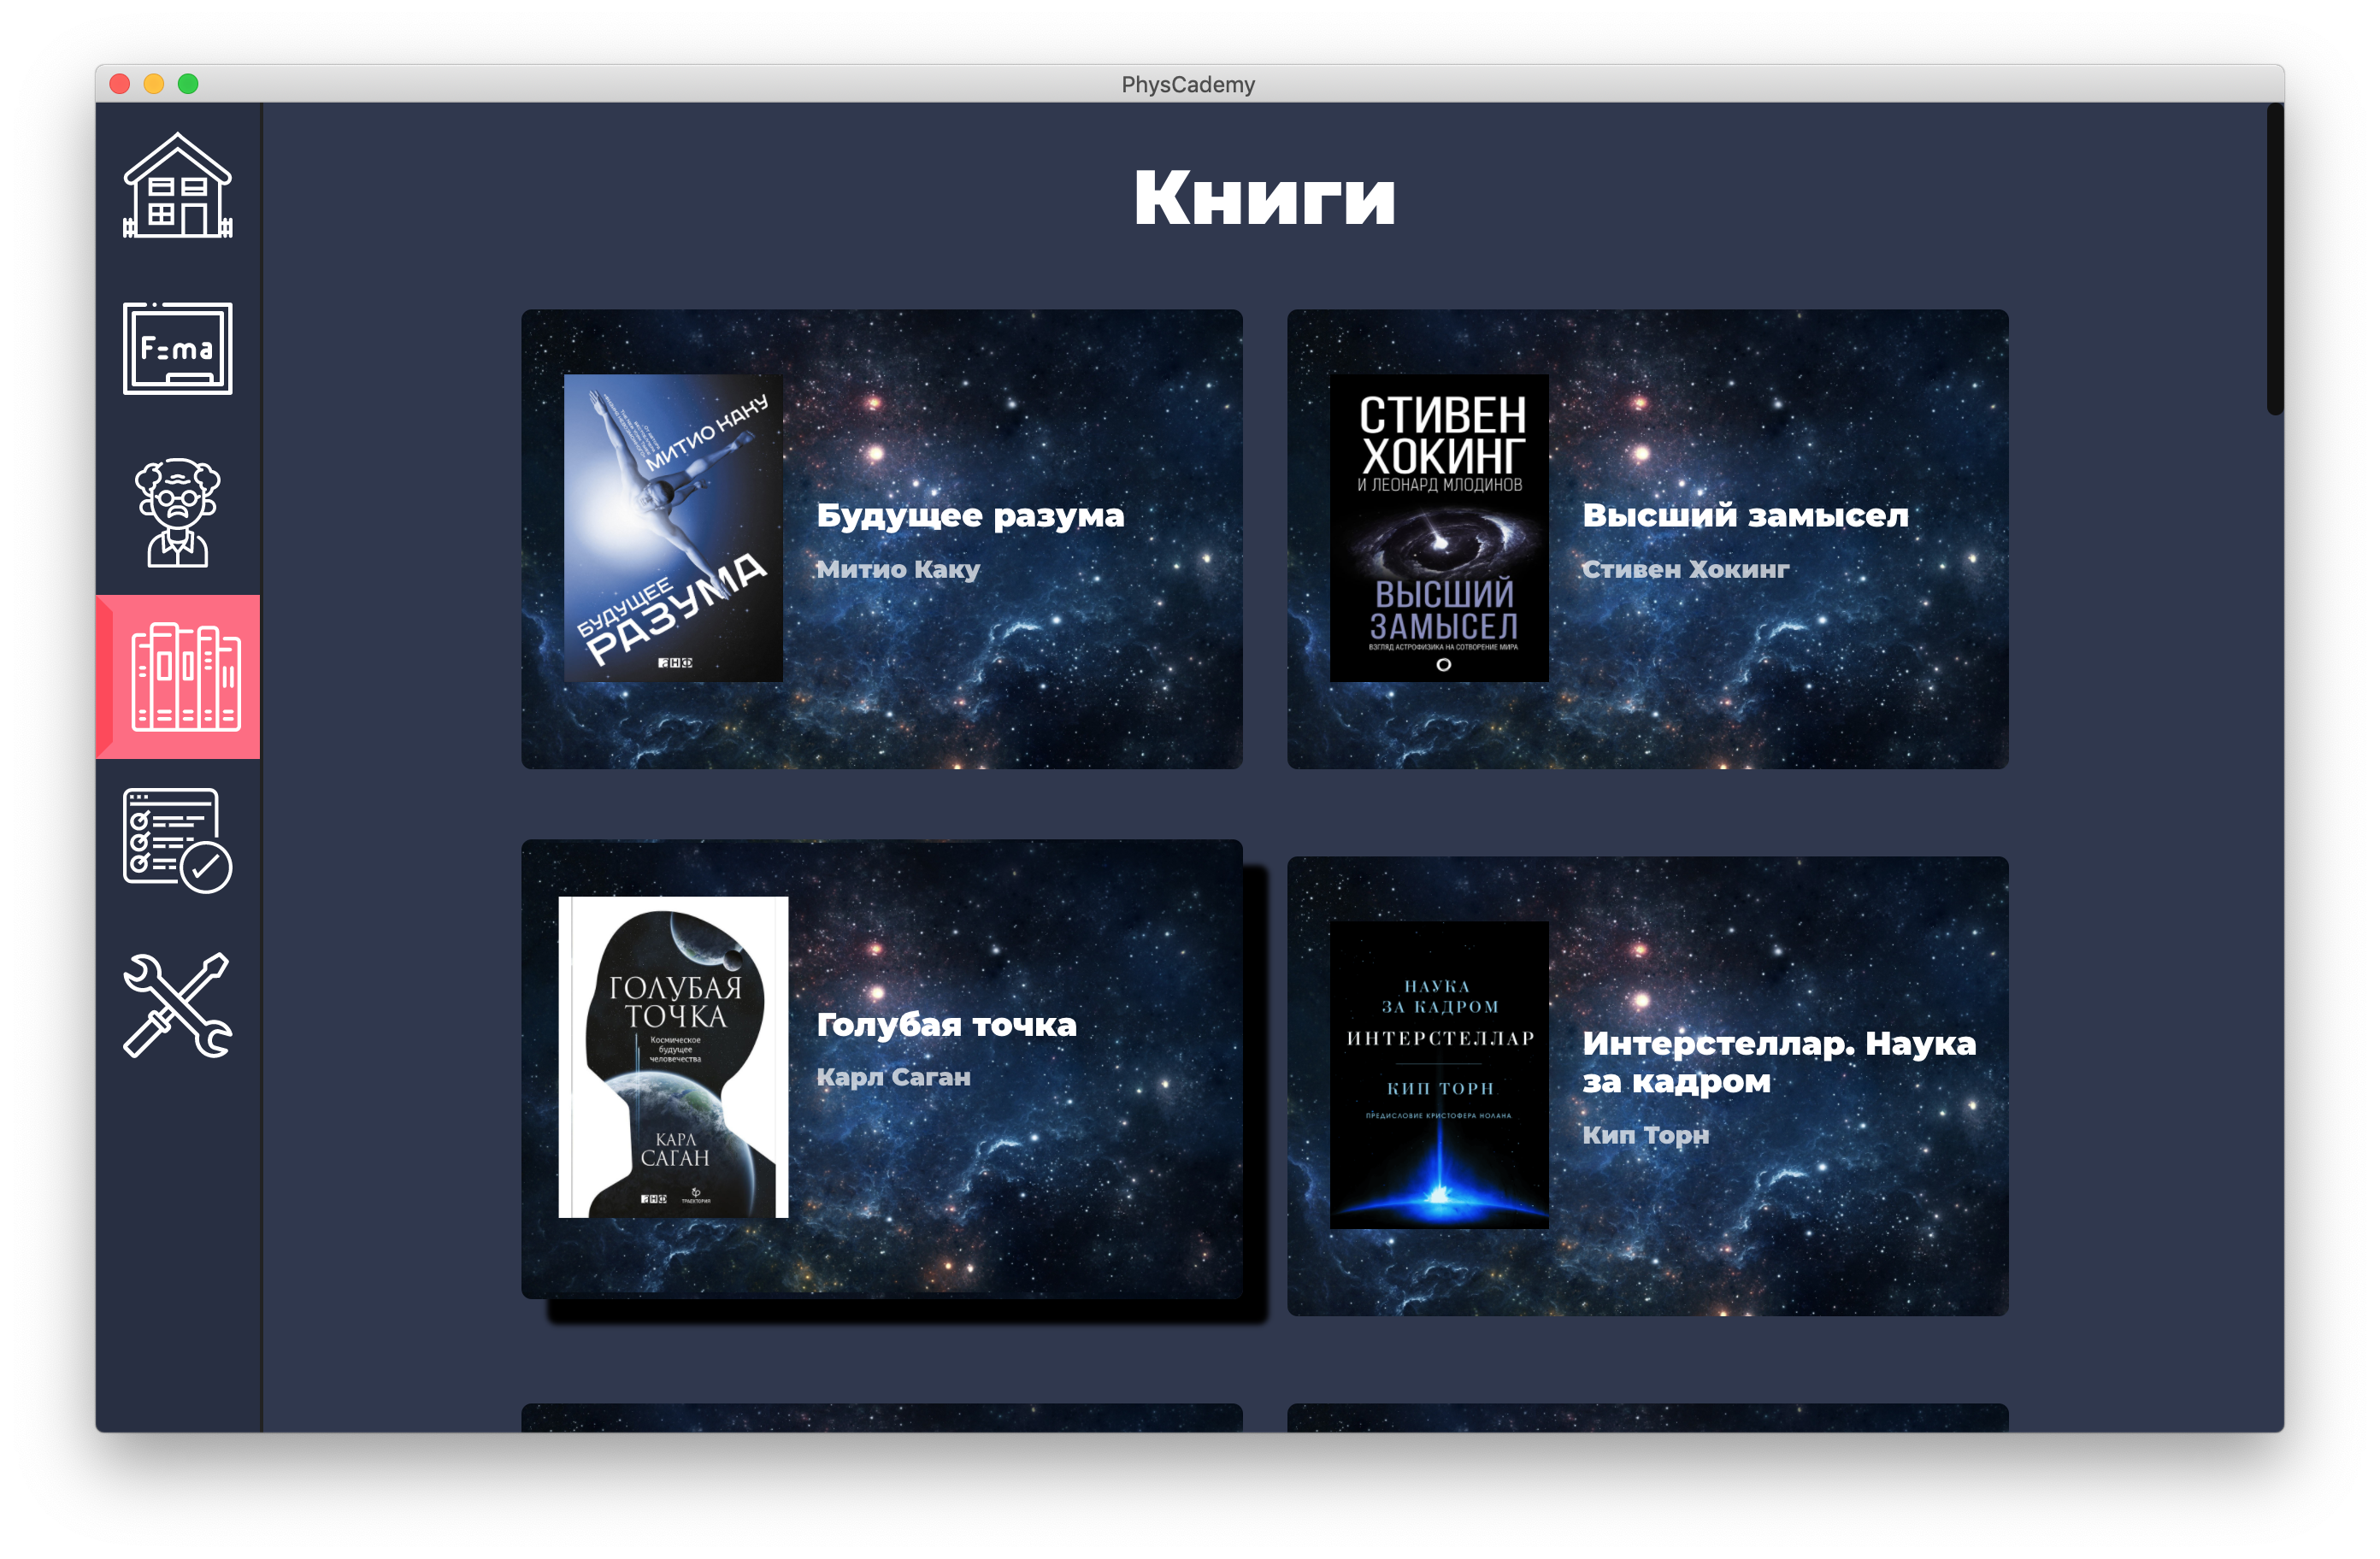 PhysCademy
Книги
F=ma
МИТИО КАКУ
БУДУЩЕЕ
РАЗУМА
АНФ
Будущее разума
Митио Каку
СТИВЕН
ХОКИНГ
И ЛЕОНАРД МЛОДИНОВ
ВЫСШИЙ
ЗАМЫСЕЛ
ВЗГЛЯД АСТРОФИЗИКА НА СОТВОРЕНИЕ МИРА
Высший замысел
Стивен Хокинг
ГОЛУБАЯ
ТОЧКА
Космическое
будущее
человечества
КАРЛ
САГАН
АНФ
ТРАЕКТОРИЯ
Голубая точка
Карл Саган
НАУКА
ЗА КАДРОМ
ИНТЕРСТЕЛЛАР
КИП ТОРН
ПРЕДИСЛОВИЕ КРИСТОФЕРА НОЛАНА
Интерстеллар. Наука
за кадром
Кип Торн